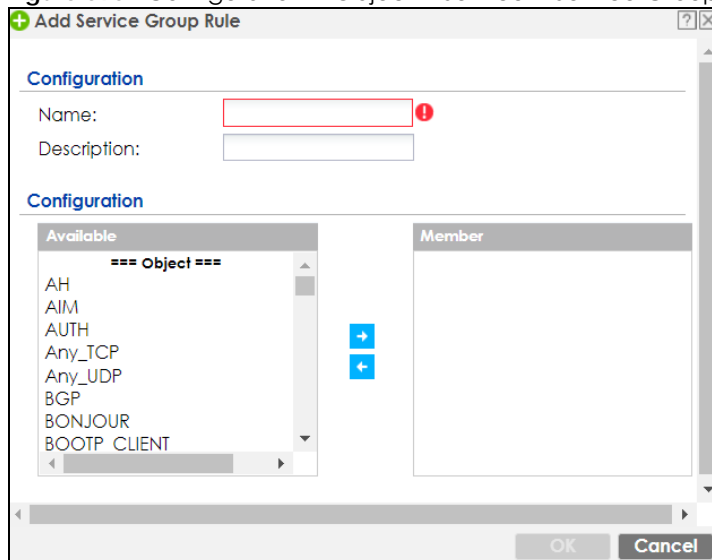 Add Service Group Rule
Configuration
Name:
Description:
Configuration
Available
Member
=== Object ===
AH
AIM
AUTH
Any_TCP
Any_UDP
BGP
BONJOUR
BOOTP_CLIENT
OK
Cancel